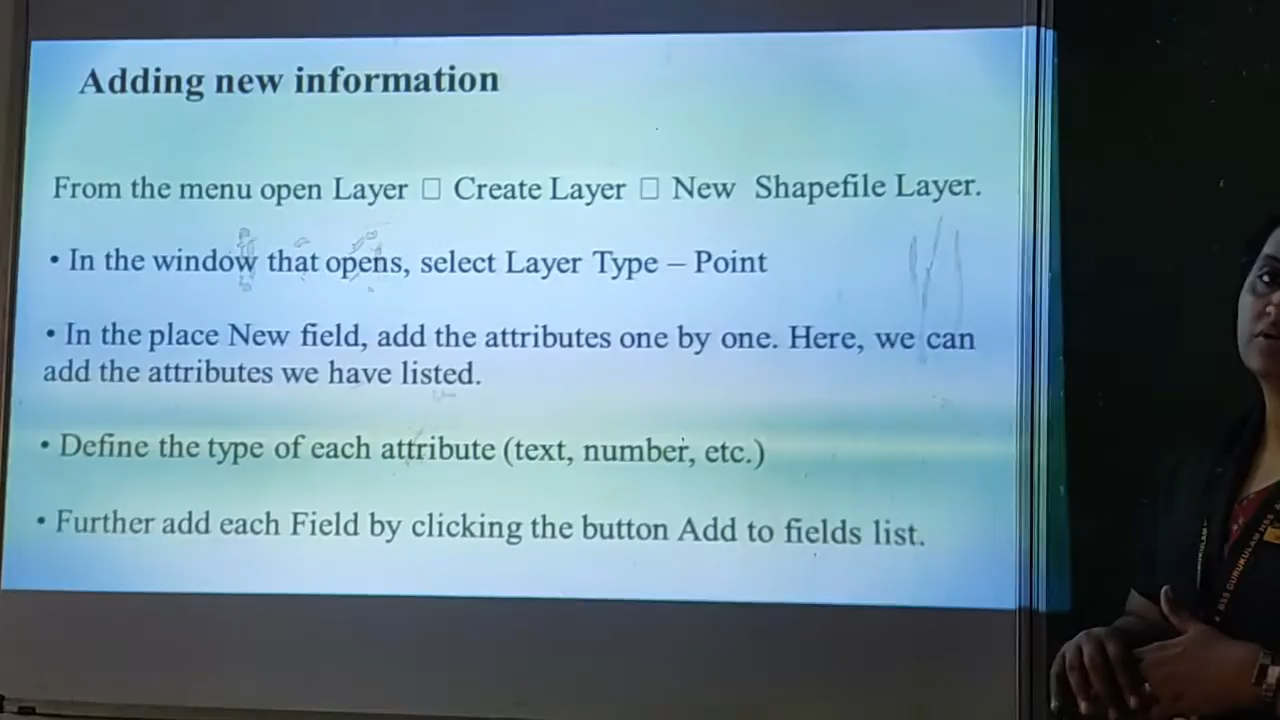 Adding new information
From the menu open Layer □ Create Layer □ New Shapefile Layer.
• In the window that opens, select Layer Type – Point
• In the place New field, add the attributes one by one. Here, we can
add the attributes we have listed.
• Define the type of each attribute (text, number, etc.)
• Further add each Field by clicking the button Add to fields list.
GURUKULAM HSS